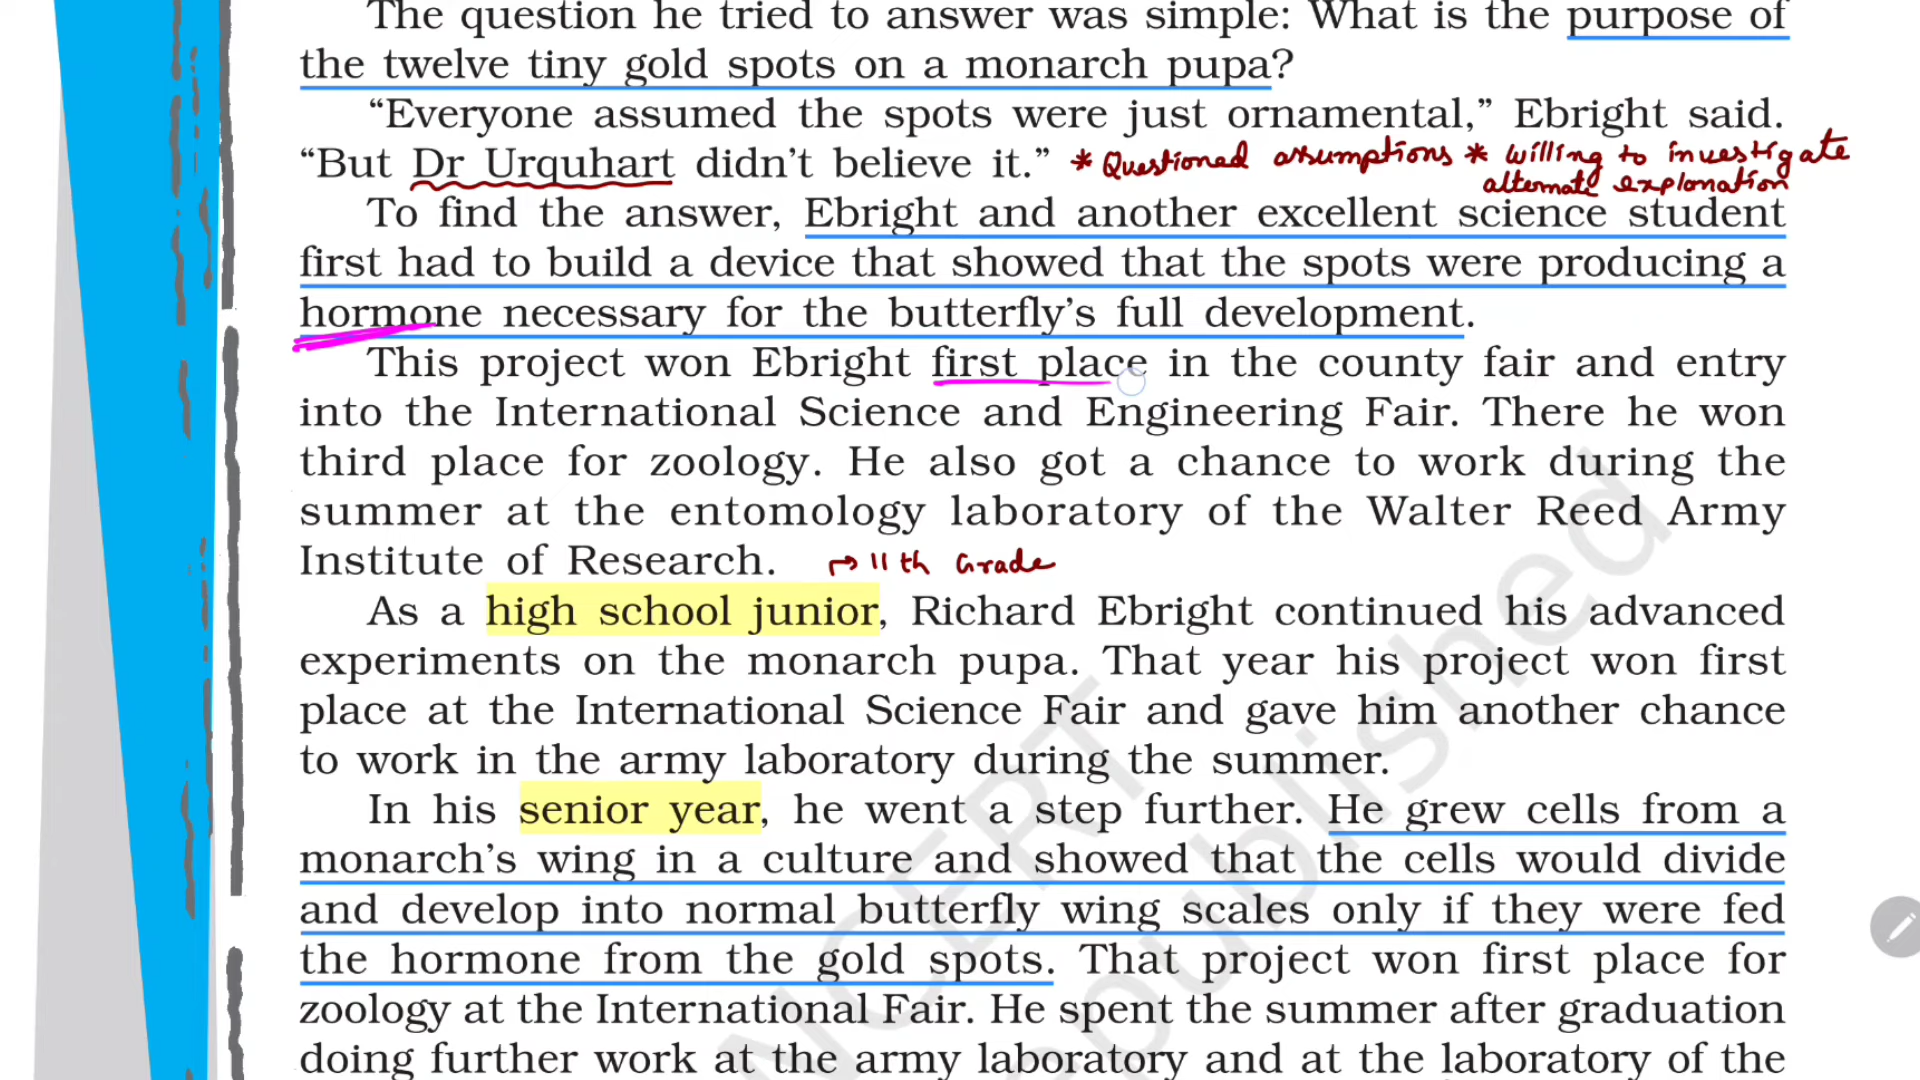 The question he tried to answer was simple: What is the purpose of
the twelve tiny gold spots on a monarch pupa?
“Everyone assumed the spots were just ornamental,” Ebright said.
“But Dr Urquhart didn’t believe it.” * Questioned assumptions * willing to investigate
alternate explanation
To find the answer, Ebright and another excellent science student
first had to build a device that showed that the spots were producing a
hormone necessary for the butterfly’s full development.
This project won Ebright first place in the county fair and entry
into the International Science and Engineering Fair. There he won
third place for zoology. He also got a chance to work during the
summer at the entomology laboratory of the Walter Reed Army
Institute of Research. → 11th Grade
As a high school junior, Richard Ebright continued his advanced
experiments on the monarch pupa. That year his project won first
place at the International Science Fair and gave him another chance
to work in the army laboratory during the summer.
In his senior year, he went a step further. He grew cells from a
monarch’s wing in a culture and showed that the cells would divide
and develop into normal butterfly wing scales only if they were fed
the hormone from the gold spots. That project won first place for
zoology at the International Fair. He spent the summer after graduation
doing further work at the army laboratory and at the laboratory of the
NCERT
republished